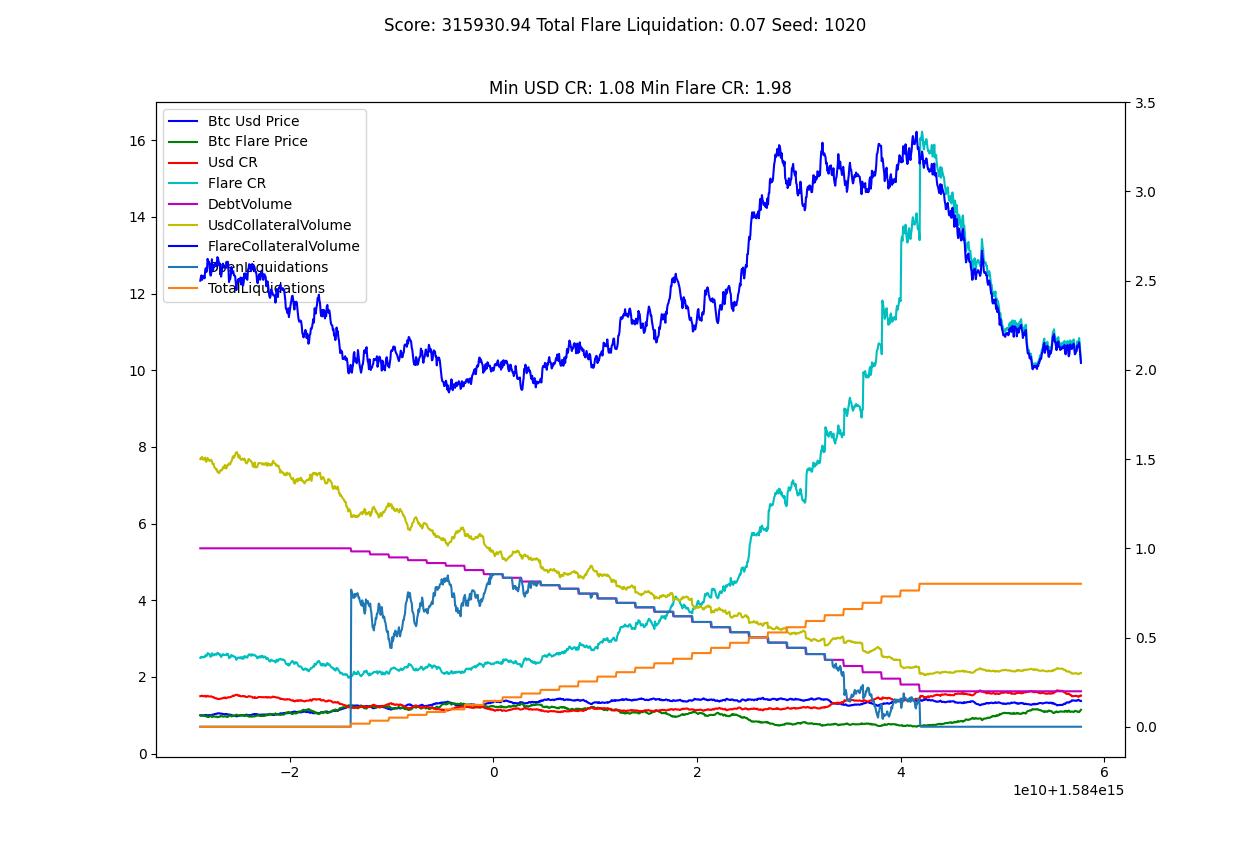 Score: 315930.94 Total Flare Liquidation: 0.07 Seed: 1020
Min USD CR: 1.08 Min Flare CR: 1.98
Btc Usd Price
Btc Flare Price
Usd CR
Flare CR
DebtVolume
UsdCollateralVolume
FlareCollateralVolume
OpenLiquidations
TotalLiquidations
16
14
12
10
8
6
4
2
0
3.5
3.0
2.5
2.0
1.5
1.0
0.5
0.0
−2 0 2 4 6
1e10+1.584e15